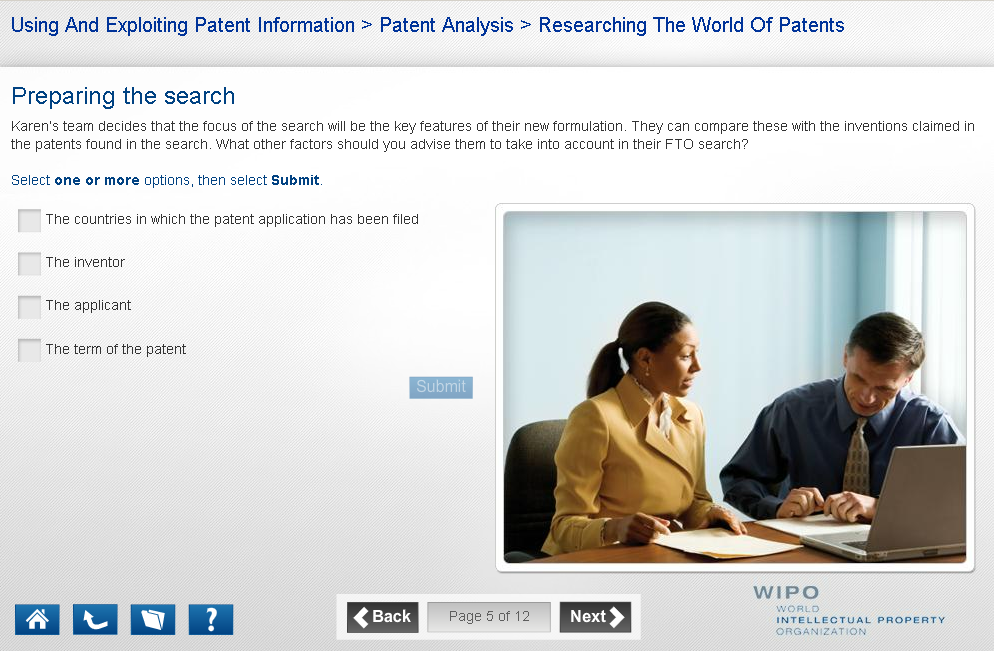 Using And Exploiting Patent Information > Patent Analysis > Researching The World Of Patents
Preparing the search
Karen's team decides that the focus of the search will be the key features of their new formulation. They can compare these with the inventions claimed in
the patents found in the search. What other factors should you advise them to take into account in their FTO search?
Select one or more options, then select Submit.
The countries in which the patent application has been filed
The inventor
The applicant
The term of the patent
Submit
WIPO
WORLD
INTELLECTUAL PROPERTY
ORGANIZATION
?
Back
Page 5 of 12
Next